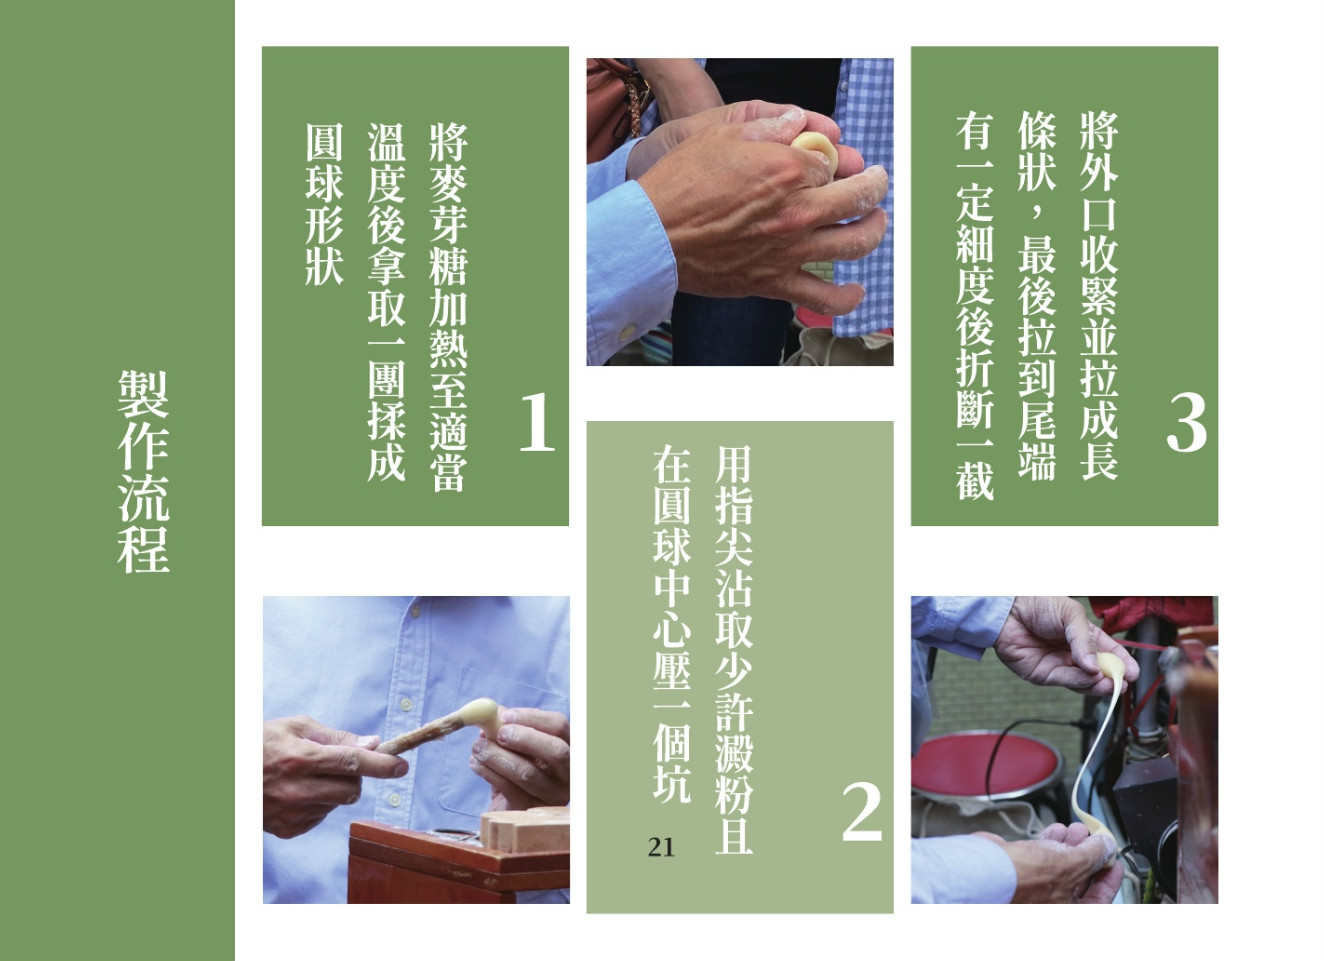 製作流程
1
將麥芽糖加熱至適當
溫度後拿取一團揉成
圓球形狀
2
用指尖沾取少許澱粉且
在圓球中心壓一個坑
21
3
將外口收緊並拉成長
條狀，最後拉到尾端
有一定細度後折斷一截